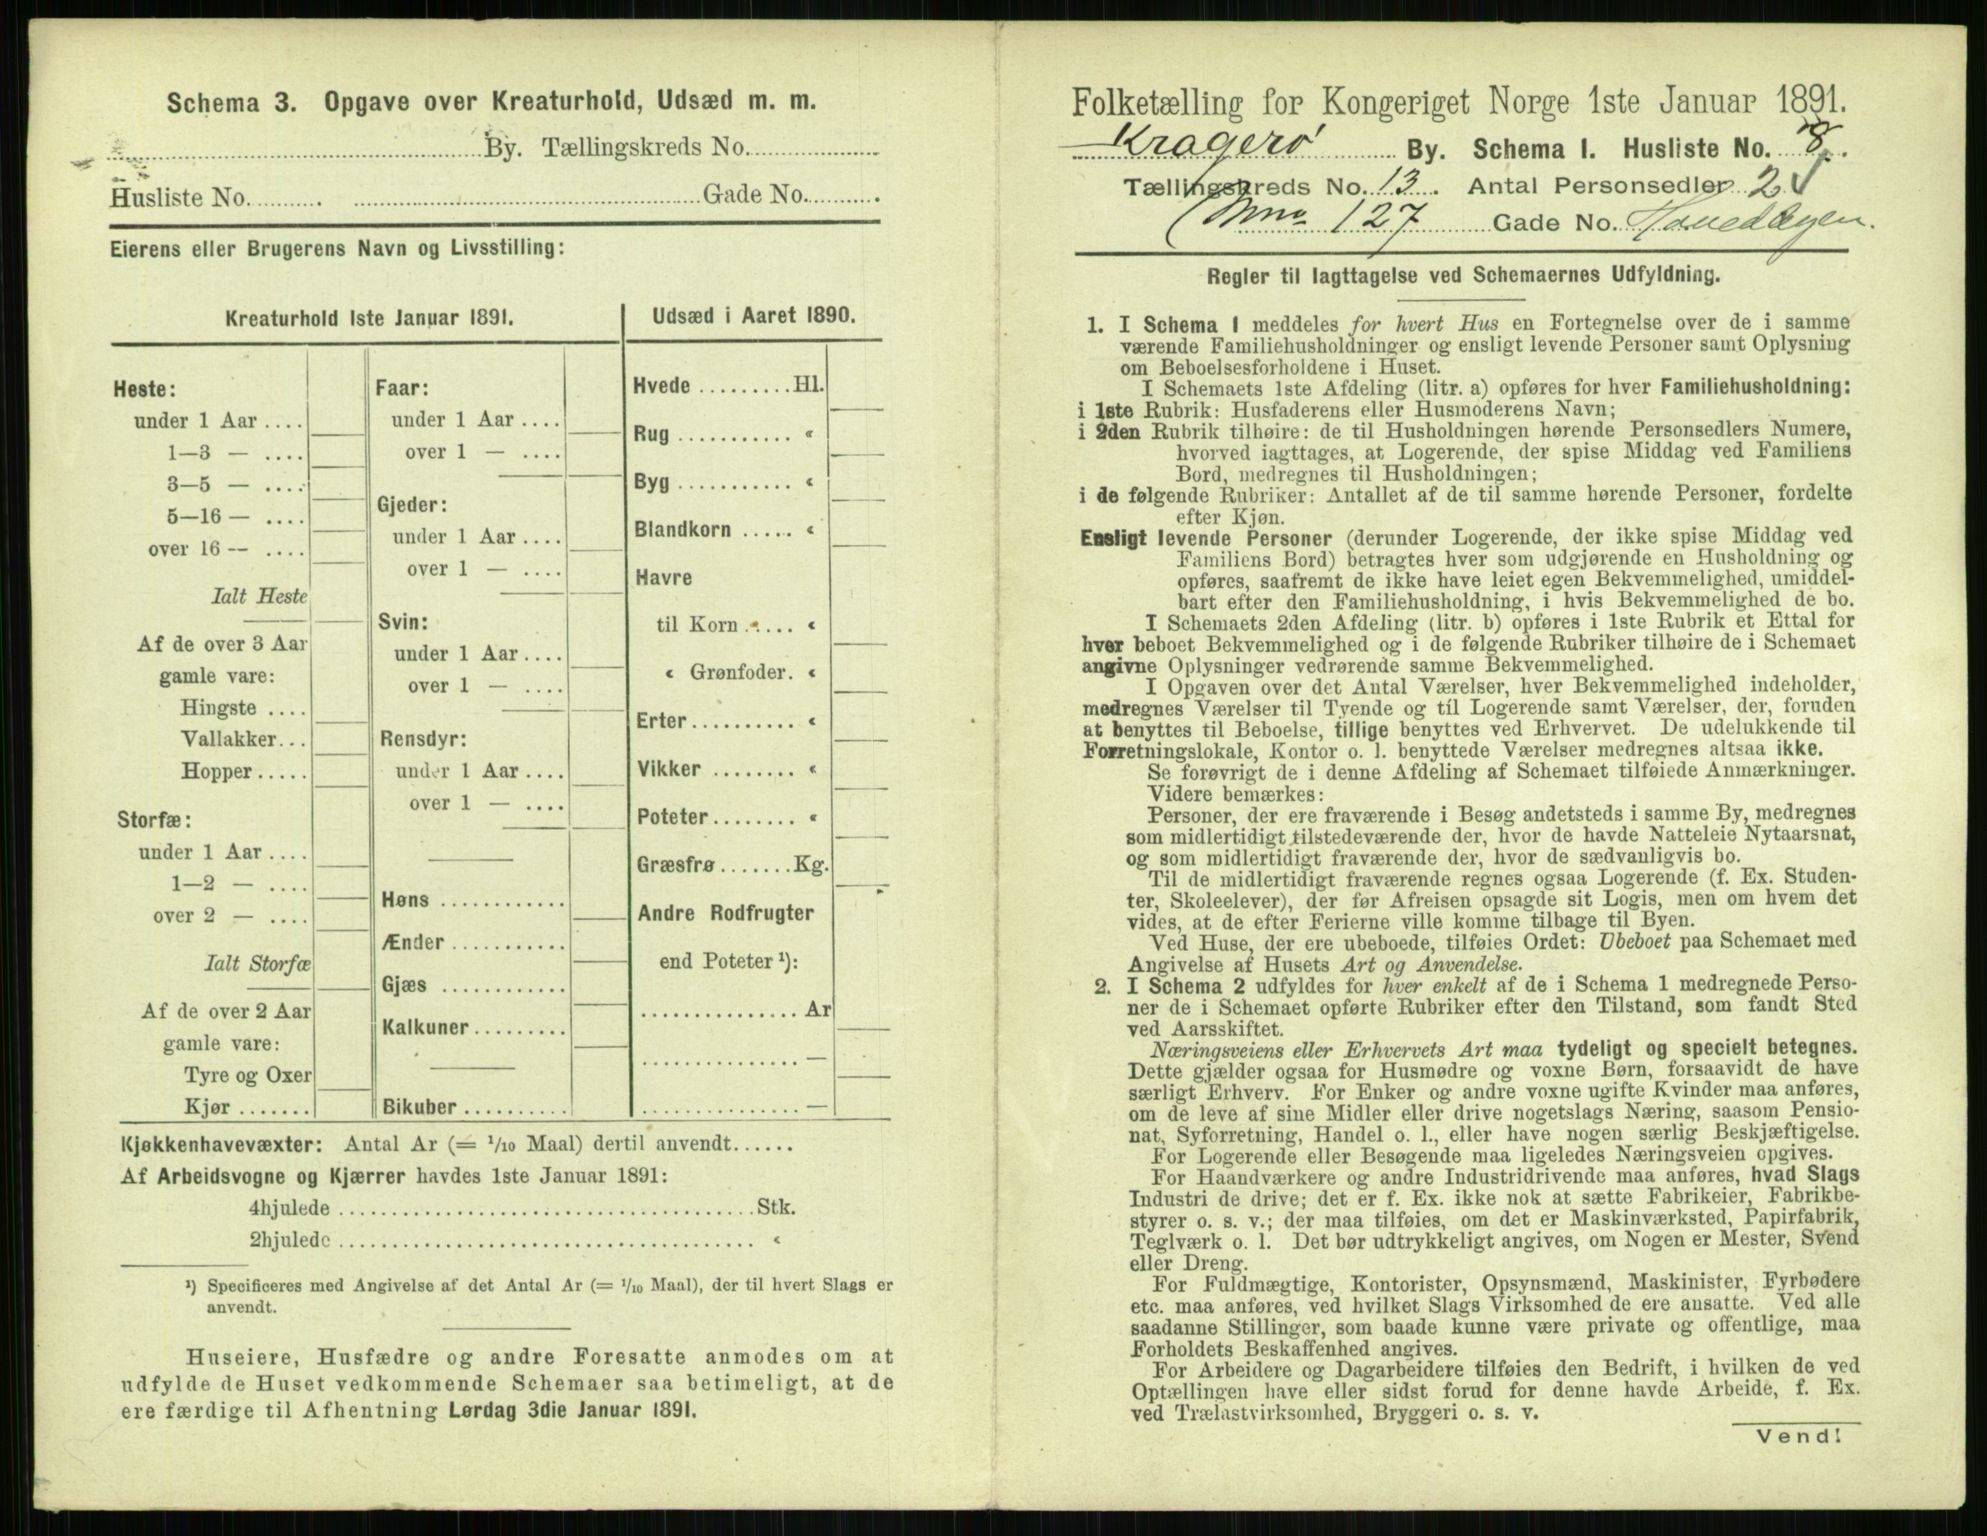 Schema 3. Opgave over Kreaturhold, Udsæd m. m.
By. Tællingskreds No.
Husliste No. Gade No.
Eierens eller Brugerens Navn og Livsstilling:
Kreaturhold 1ste Januar 1891.
Heste:
under 1 Aar ....
1—3 — ....
3—5 — ....
5—16 — ....
over 16 — ....
Ialt Heste
Af de over 3 Aar
gamle vare:
Hingste ....
Vallakker...
Hopper.....
Storfæ:
under 1 Aar ....
1—2 — ....
over 2 — ....
Ialt Storfæ
Af de over 2 Aar
gamle vare:
Tyre og Oxer
Kjør .......
Faar:
under 1 Aar ....
over 1 — ....
Gjeder:
under 1 Aar ....
over 1 — ....
Svin:
under 1 Aar ....
over 1 — ....
Rensdyr:
under 1 Aar ....
over 1 — ....
Høns ............
Ænder ...........
Gjæs ............
Kalkuner.........
Bikuber ..........
Udsæd i Aaret 1890.
Hvede .........Hl.
Rug ........... «
Byg ........... «
Blandkorn ..... «
Havre
til Korn ..... «
« Grønfoder. «
Erter.......... «
Vikker ........ «
Poteter........ «
Græsfrø .......Kg.
Andre Rodfrugter
end Poteter ¹):
............... Ar
............... —
............... —
Kjøkkenhavevæxter: Antal Ar (= 1/10 Maal) dertil anvendt......
Af Arbeidsvogne og Kjærrer havdes 1ste Januar 1891:
4hjulede .......................................Stk.
2hjulede ....................................... «
¹) Specificeres med Angivelse af det Antal Ar (= 1/10 Maal), der til hvert Slags er
anvendt.
Huseiere, Husfædre og andre Foresatte anmodes om at
udfylde de Huset vedkommende Schemaer saa betimeligt, at de
ere færdige til Afhentning Lørdag 3die Januar 1891.
Folketælling for Kongeriget Norge 1ste Januar 1891.
Kragerø By. Schema 1. Husliste No. 8.
Tællingskreds No. 13. Antal Personsedler 2
127 Gade No.
Regler til Iagttagelse ved Schemaernes Udfyldning.
1. I Schema 1 meddeles for hvert Hus en Fortegnelse over de i samme
værende Familiehusholdninger og ensligt levende Personer samt Oplysning
om Beboelsesforholdene i Huset.
I Schemaets 1ste Afdeling (litr. a) opføres for hver Familiehusholdning:
i 1ste Rubrik: Husfaderens eller Husmoderens Navn;
i 2den Rubrik tilhøire: de til Husholdningen hørende Personsedlers Numere,
hvorved iagttages, at Logerende, der spise Middag ved Familiens
Bord, medregnes til Husholdningen;
i de følgende Rubriker: Antallet af de til samme hørende Personer, fordelte
efter Kjøn.
Ensligt levende Personer (derunder Logerende, der ikke spise Middag ved
Familiens Bord) betragtes hver som udgjørende en Husholdning og
opføres, saafremt de ikke have leiet egen Bekvemmelighed, umiddel-
bart efter den Familiehusholdning, i hvis Bekvemmelighed de bo.
I Schemaets 2den Afdeling (litr. b) opføres i 1ste Rubrik et Ettal for
hver beboet Bekvemmelighed og i de følgende Rubriker tilhøire de i Schemaet
angivne Oplysninger vedrørende samme Bekvemmelighed.
I Opgaven over det Antal Værelser, hver Bekvemmelighed indeholder,
medregnes Værelser til Tyende og til Logerende samt Værelser, der, foruden
at benyttes til Beboelse, tillige benyttes ved Erhvervet. De udelukkende til
Forretningslokale, Kontor o. l. benyttede Værelser medregnes altsaa ikke.
Se forøvrigt de i denne Afdeling af Schemaet tilføiede Anmærkninger.
Videre bemærkes:
Personer, der ere fraværende i Besøg andetsteds i samme By, medregnes
som midlertidigt tilstedeværende der, hvor de havde Natteleie Nytaarsnat,
og som midlertidigt fraværende der, hvor de sædvanligvis bo.
Til de midlertidigt fraværende regnes ogsaa Logerende (f. Ex. Studen-
ter, Skoleelever), der før Afreisen opsagde sit Logis, men om hvem det
vides, at de efter Ferierne ville komme tilbage til Byen.
Ved Huse, der ere ubeboede, tilføies Ordet: Ubeboet paa Schemaet med
Angivelse af Husets Art og Anvendelse.
2. I Schema 2 udfyldes for hver enkelt af de i Schema 1 medregnede Perso-
ner de i Schemaet opførte Rubriker efter den Tilstand, som fandt Sted
ved Aarsskiftet.
Næringsveiens eller Erhvervets Art maa tydeligt og specielt betegnes.
Dette gjælder ogsaa for Husmødre og voxne Børn, forsaavidt de have
særligt Erhverv. For Enker og andre voxne ugifte Kvinder maa anføres,
om de leve af sine Midler eller drive nogetslags Næring, saasom Pensio-
nat, Syforretning, Handel o. l., eller have nogen særlig Beskjæftigelse.
For Logerende eller Besøgende maa ligeledes Næringsveien opgives.
For Haandværkere og andre Industridrivende maa anføres, hvad Slags
Industri de drive; det er f. Ex. ikke nok at sætte Fabrikeier, Fabrikbe-
styrer o. s. v.; der maa tilføies, om det er Maskinværksted, Papirfabrik,
Teglværk o. l. Det bør udtrykkeligt angives, om Nogen er Mester, Svend
eller Dreng.
For Fuldmægtige, Kontorister, Opsynsmænd, Maskinister, Fyrbødere
etc. maa anføres, ved hvilket Slags Virksomhed de ere ansatte. Ved alle
saadanne Stillinger, som baade kunne være private og offentlige, maa
Forholdets Beskaffenhed angives.
For Arbeidere og Dagarbeidere tilføies den Bedrift, i hvilken de ved
Optællingen have eller sidst forud for denne havde Arbeide, f. Ex.
ved Trælastvirksomhed, Bryggeri o. s. v.
Vend!